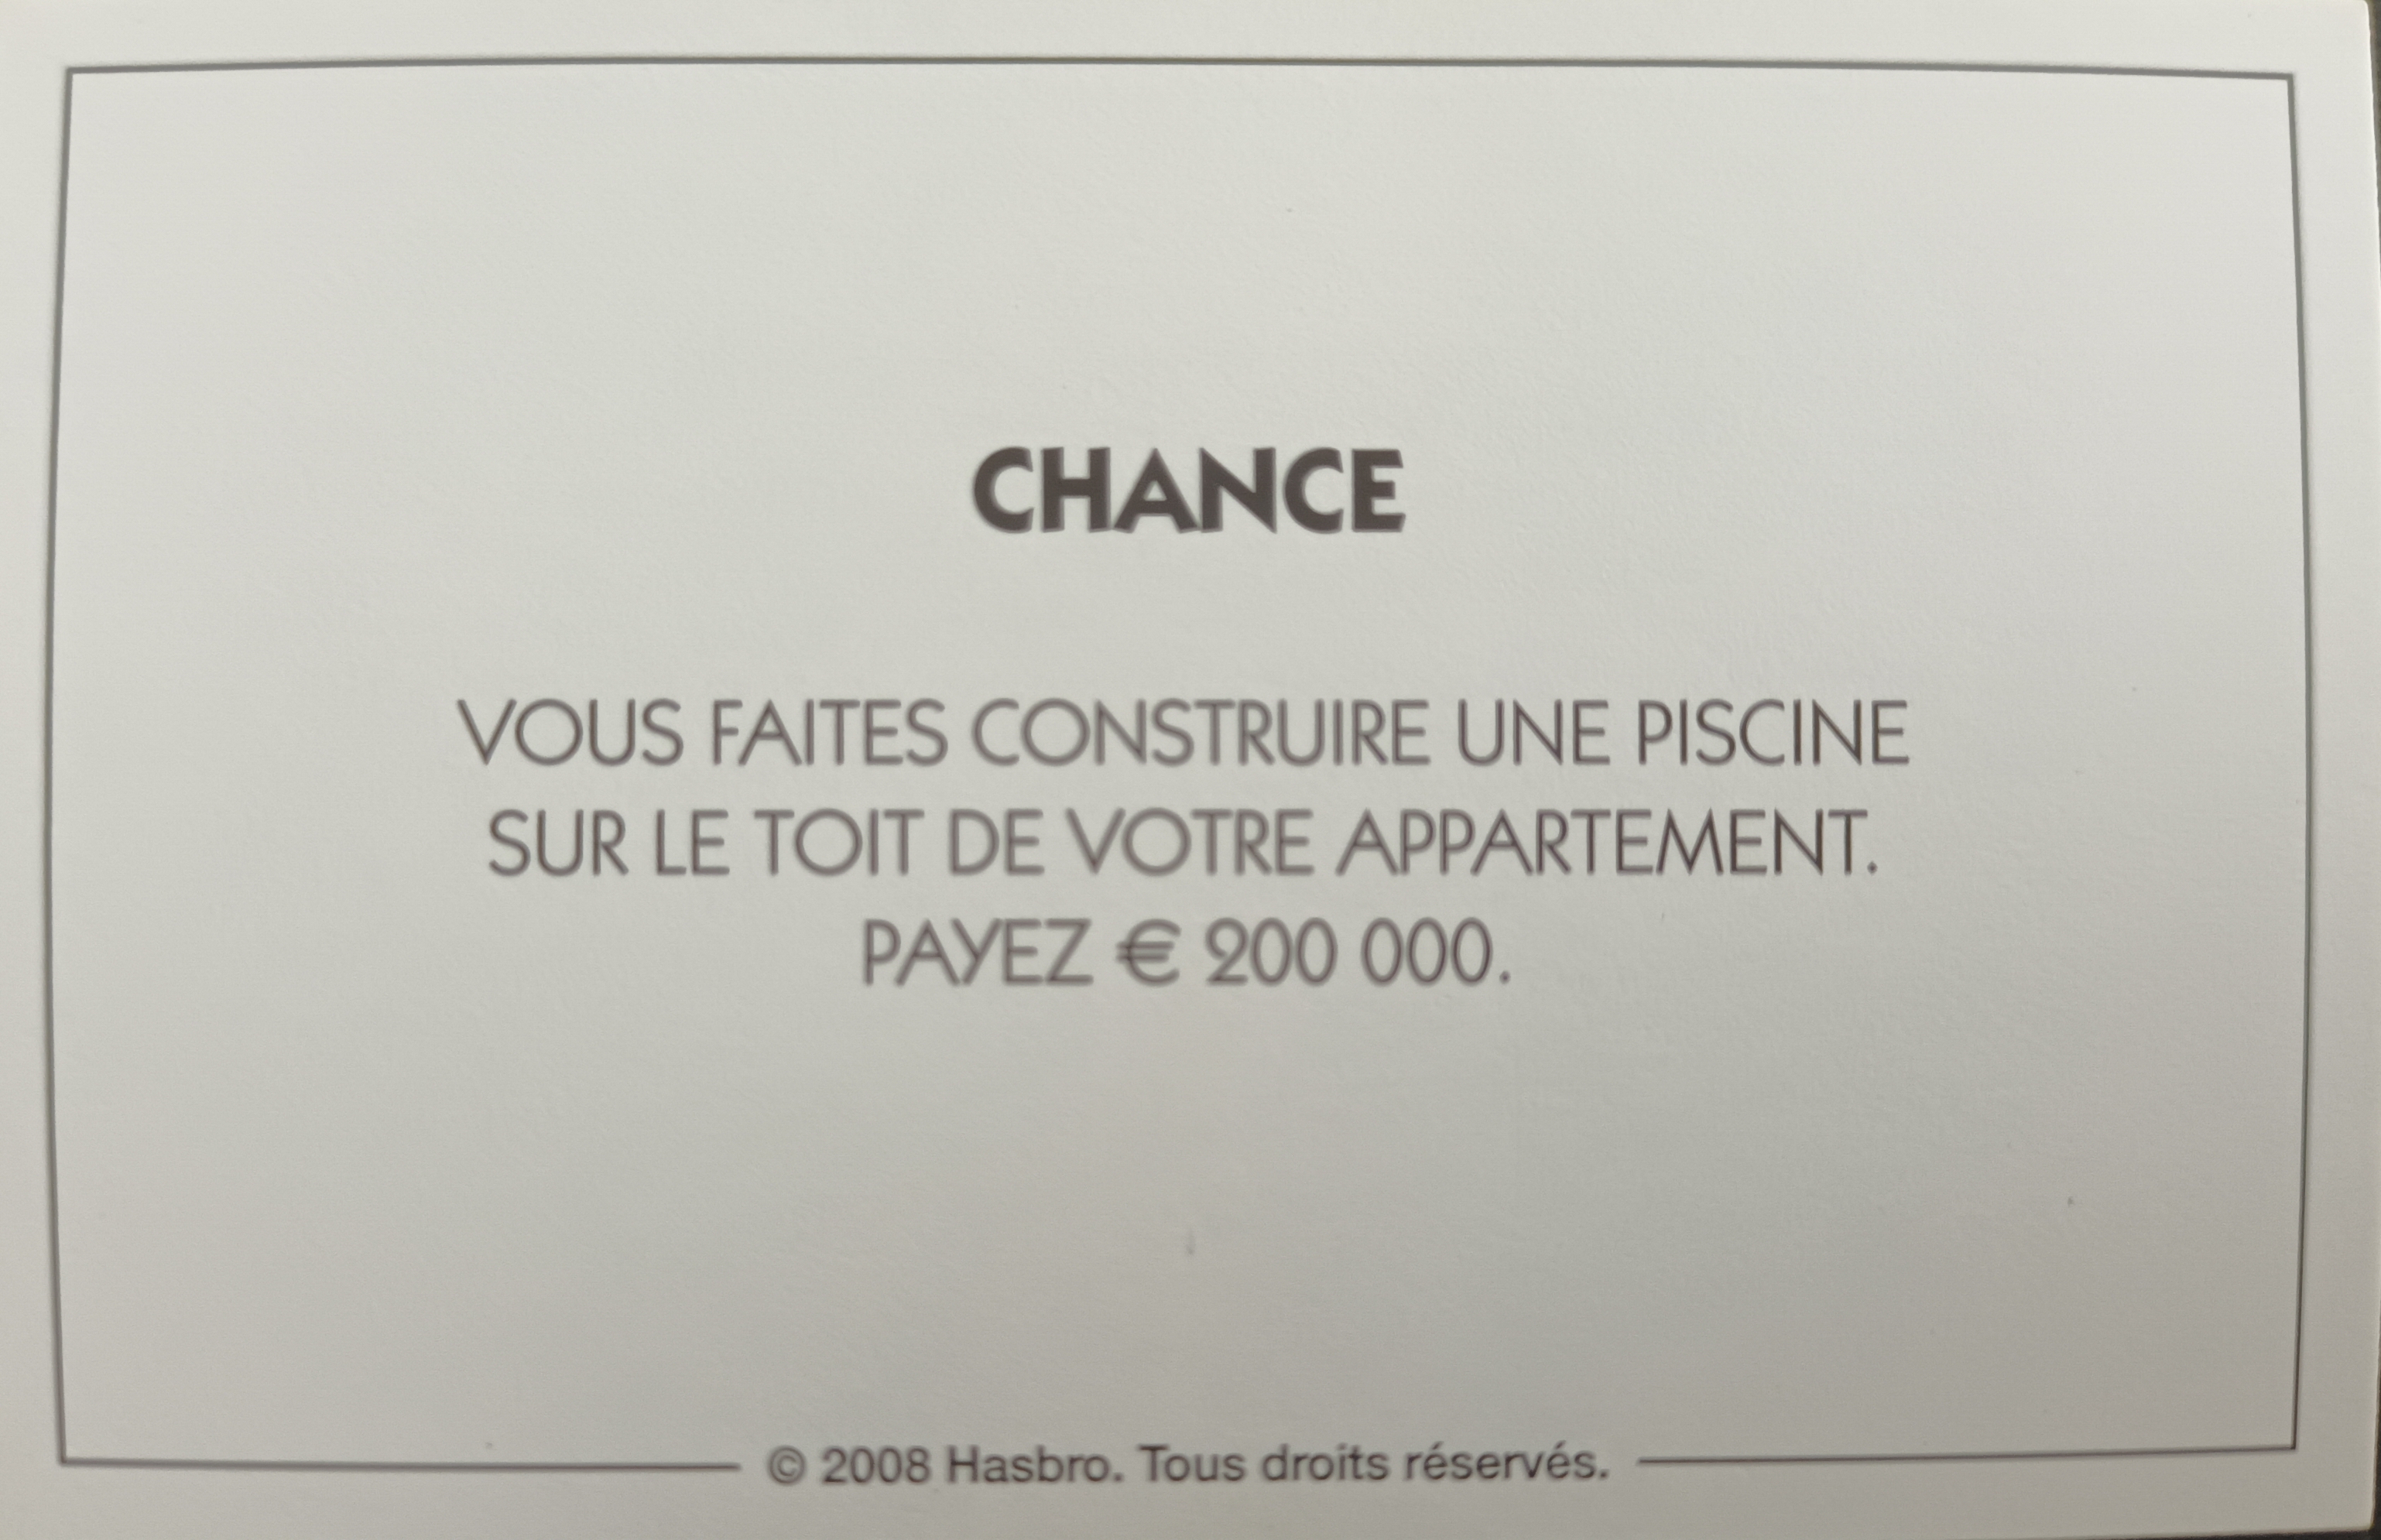 CHANCE
VOUS FAITES CONSTRUIRE UNE PISCINE
SUR LE TOIT DE VOTRE APPARTEMENT.
PAYEZ € 200 000.
© 2008 Hasbro. Tous droits réservés.